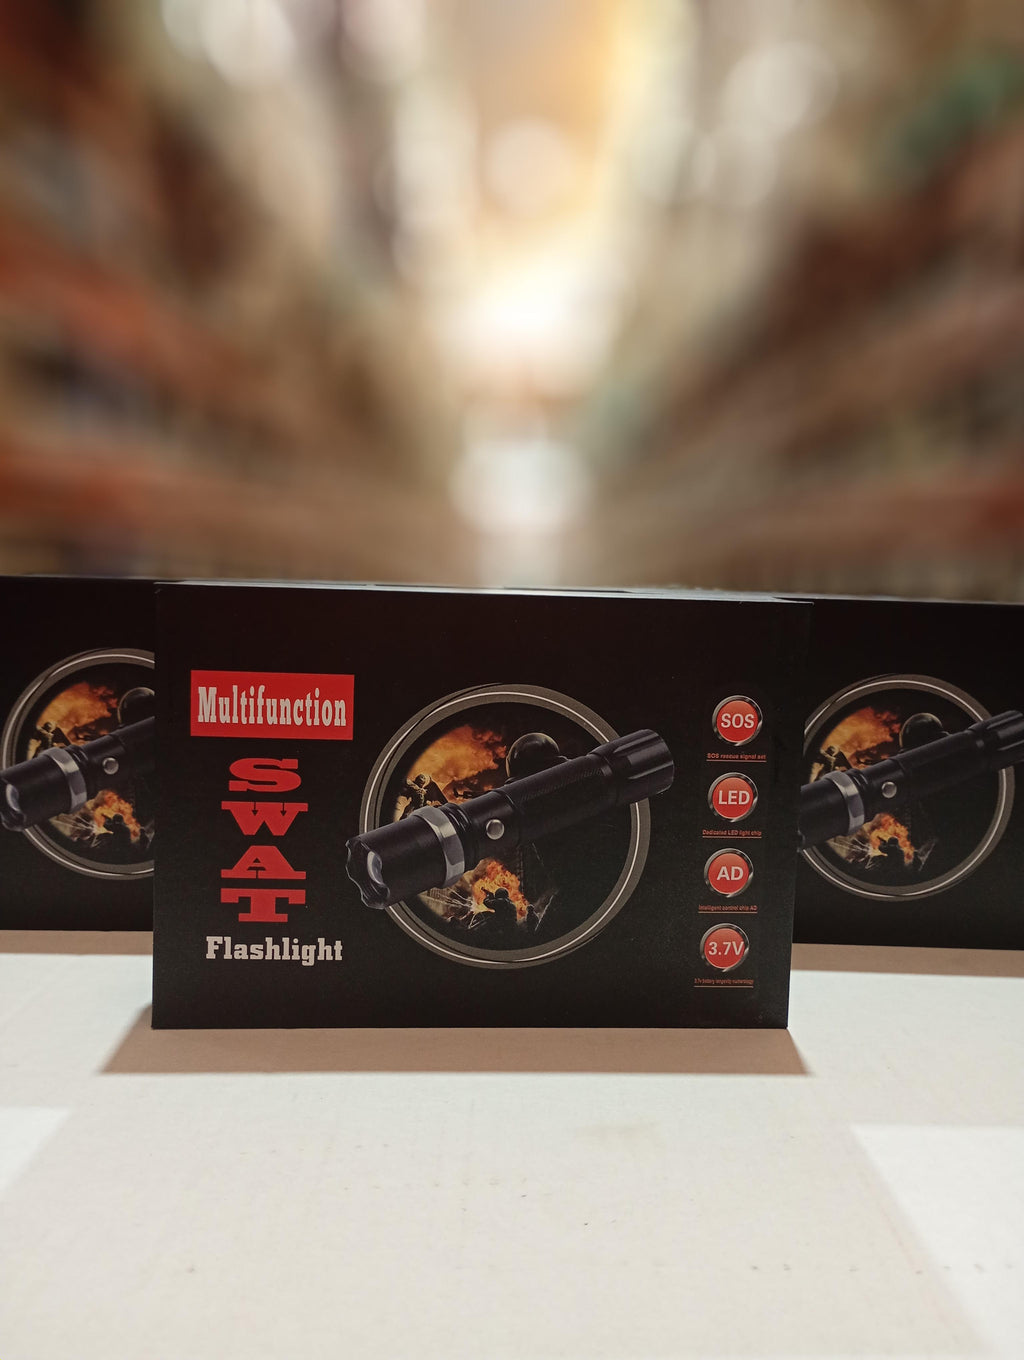 Multifunction
SWAT
Flashlight
SOS
SOS rescue signal set
LED
Dedicated LED light chip
AD
Intelligent control chip AD
3.7V